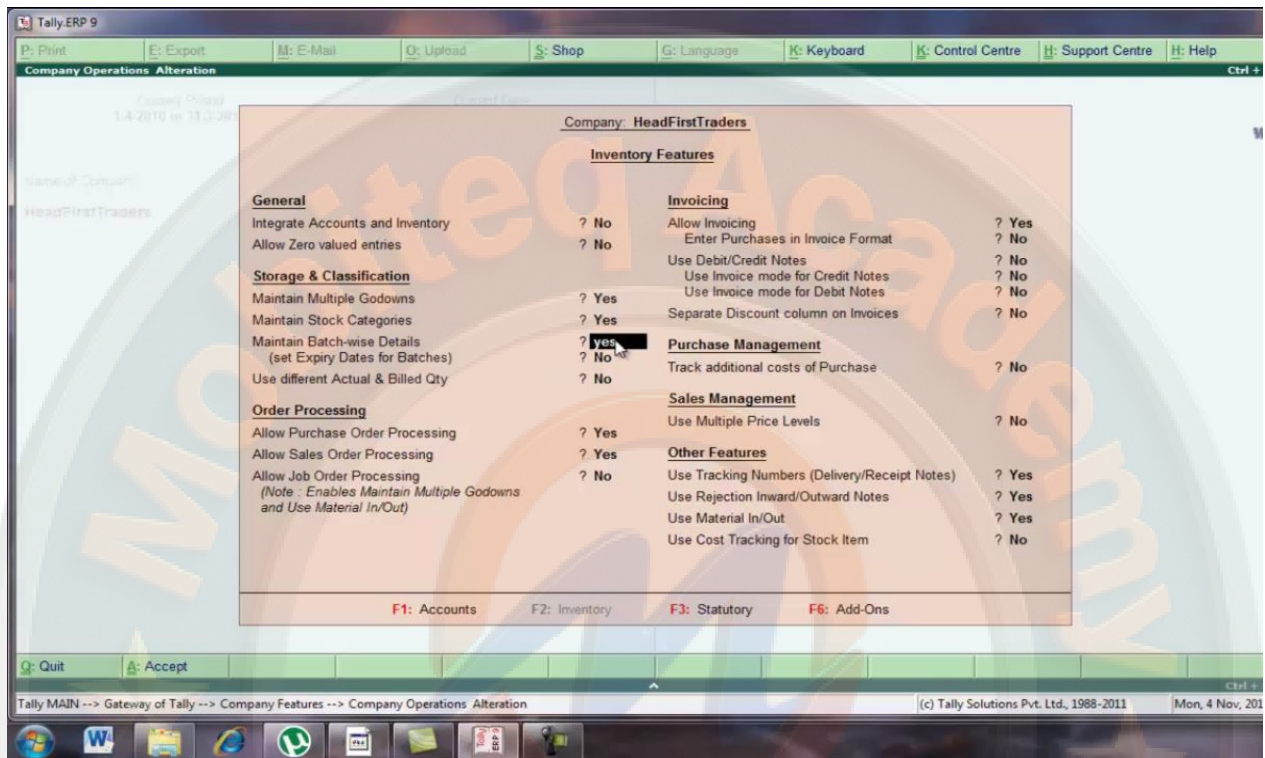 Tally.ERP 9
P: Print E: Export M: E-Mail O: Upload S: Shop G: Language K: Keyboard K: Control Centre H: Support Centre H: Help
Company Operations Alteration Ctrl +
Current Period
Name of Company
HeadFirstTraders
Company: HeadFirstTraders
Inventory Features
General
Integrate Accounts and Inventory ? No
Allow Zero valued entries ? No
Storage & Classification
Maintain Multiple Godowns ? Yes
Maintain Stock Categories ? Yes
Maintain Batch-wise Details ? yes
(set Expiry Dates for Batches) ? No
Use different Actual & Billed Qty ? No
Order Processing
Allow Purchase Order Processing ? Yes
Allow Sales Order Processing ? Yes
Allow Job Order Processing ? No
(Note : Enables Maintain Multiple Godowns
and Use Material In/Out)
Invoicing
Allow Invoicing ? Yes
Enter Purchases in Invoice Format ? No
Use Debit/Credit Notes ? No
Use Invoice mode for Credit Notes ? No
Use Invoice mode for Debit Notes ? No
Separate Discount column on Invoices ? No
Purchase Management
Track additional costs of Purchase ? No
Sales Management
Use Multiple Price Levels ? No
Other Features
Use Tracking Numbers (Delivery/Receipt Notes) ? Yes
Use Rejection Inward/Outward Notes ? Yes
Use Material In/Out ? Yes
Use Cost Tracking for Stock Item ? No
F1: Accounts F2: Inventory F3: Statutory F6: Add-Ons
Q: Quit A: Accept
Ctrl +
Tally MAIN --> Gateway of Tally --> Company Features --> Company Operations Alteration (c) Tally Solutions Pvt. Ltd., 1988-2011 Mon, 4 Nov, 201
Mobiteq Academy